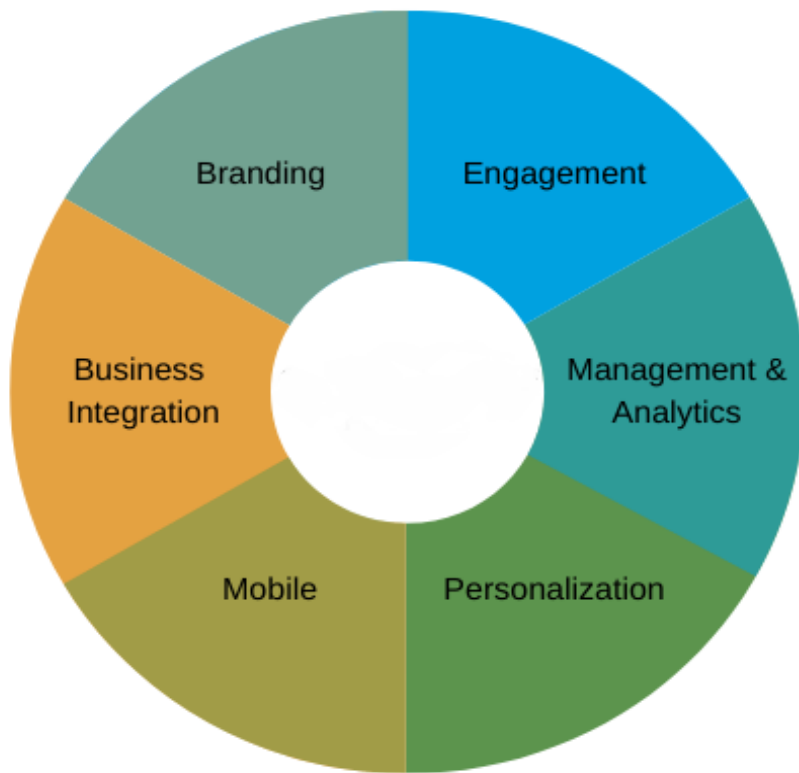 Branding
Engagement
Business
Integration
Management &
Analytics
Mobile
Personalization